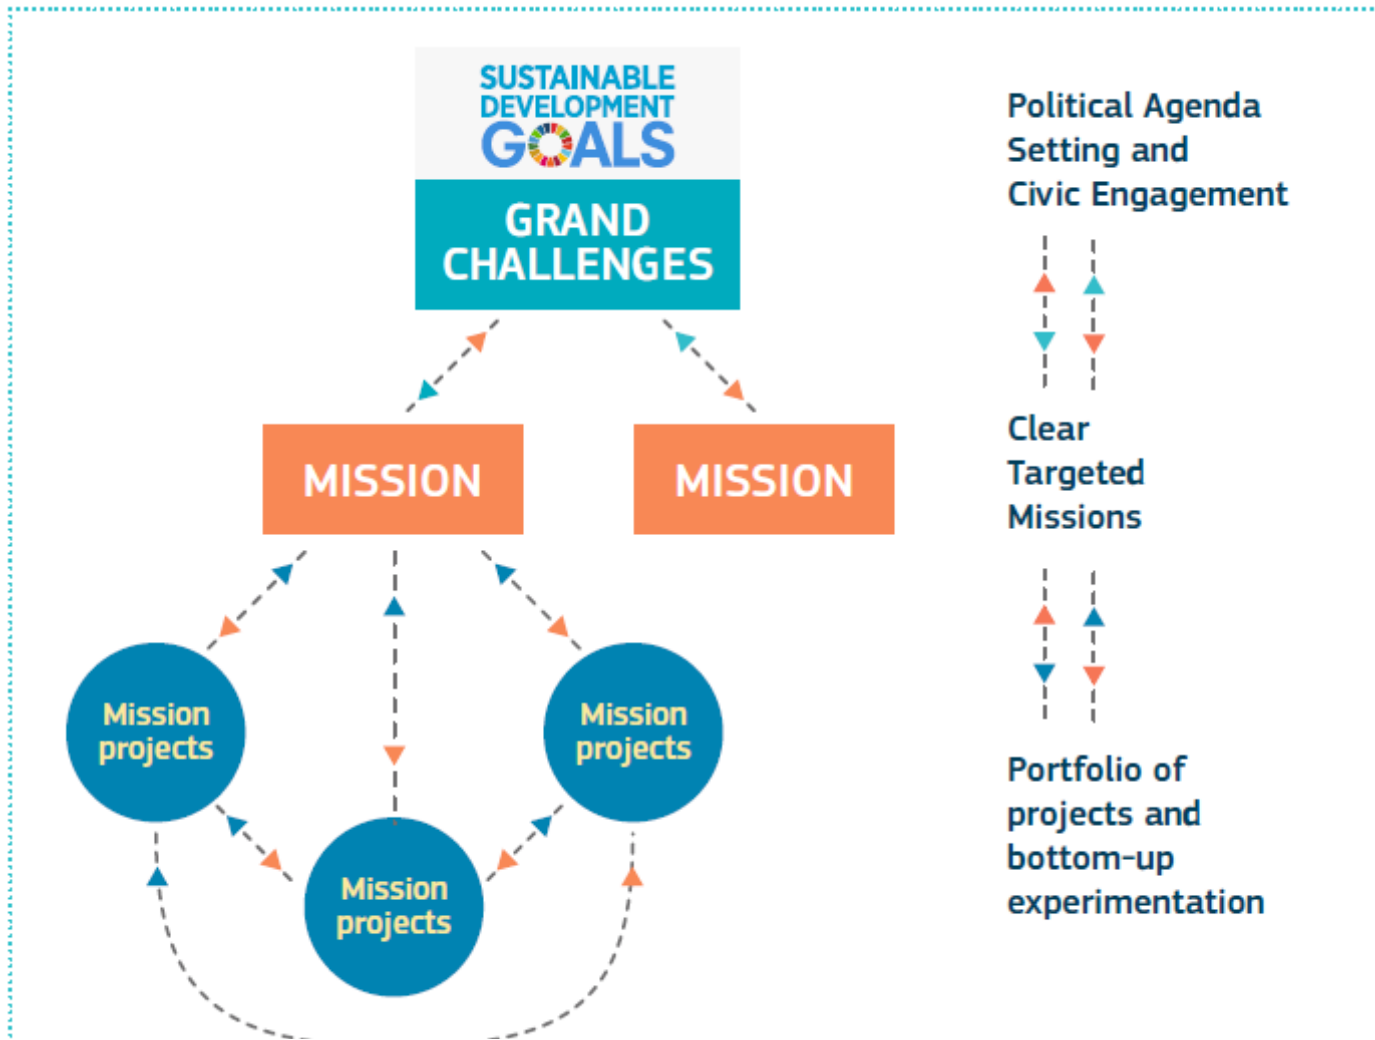 SUSTAINABLE
DEVELOPMENT
GOALS
GRAND
CHALLENGES
MISSION
MISSION
Mission
projects
Mission
projects
Mission
projects
Political Agenda
Setting and
Civic Engagement
Clear
Targeted
Missions
Portfolio of
projects and
bottom-up
experimentation